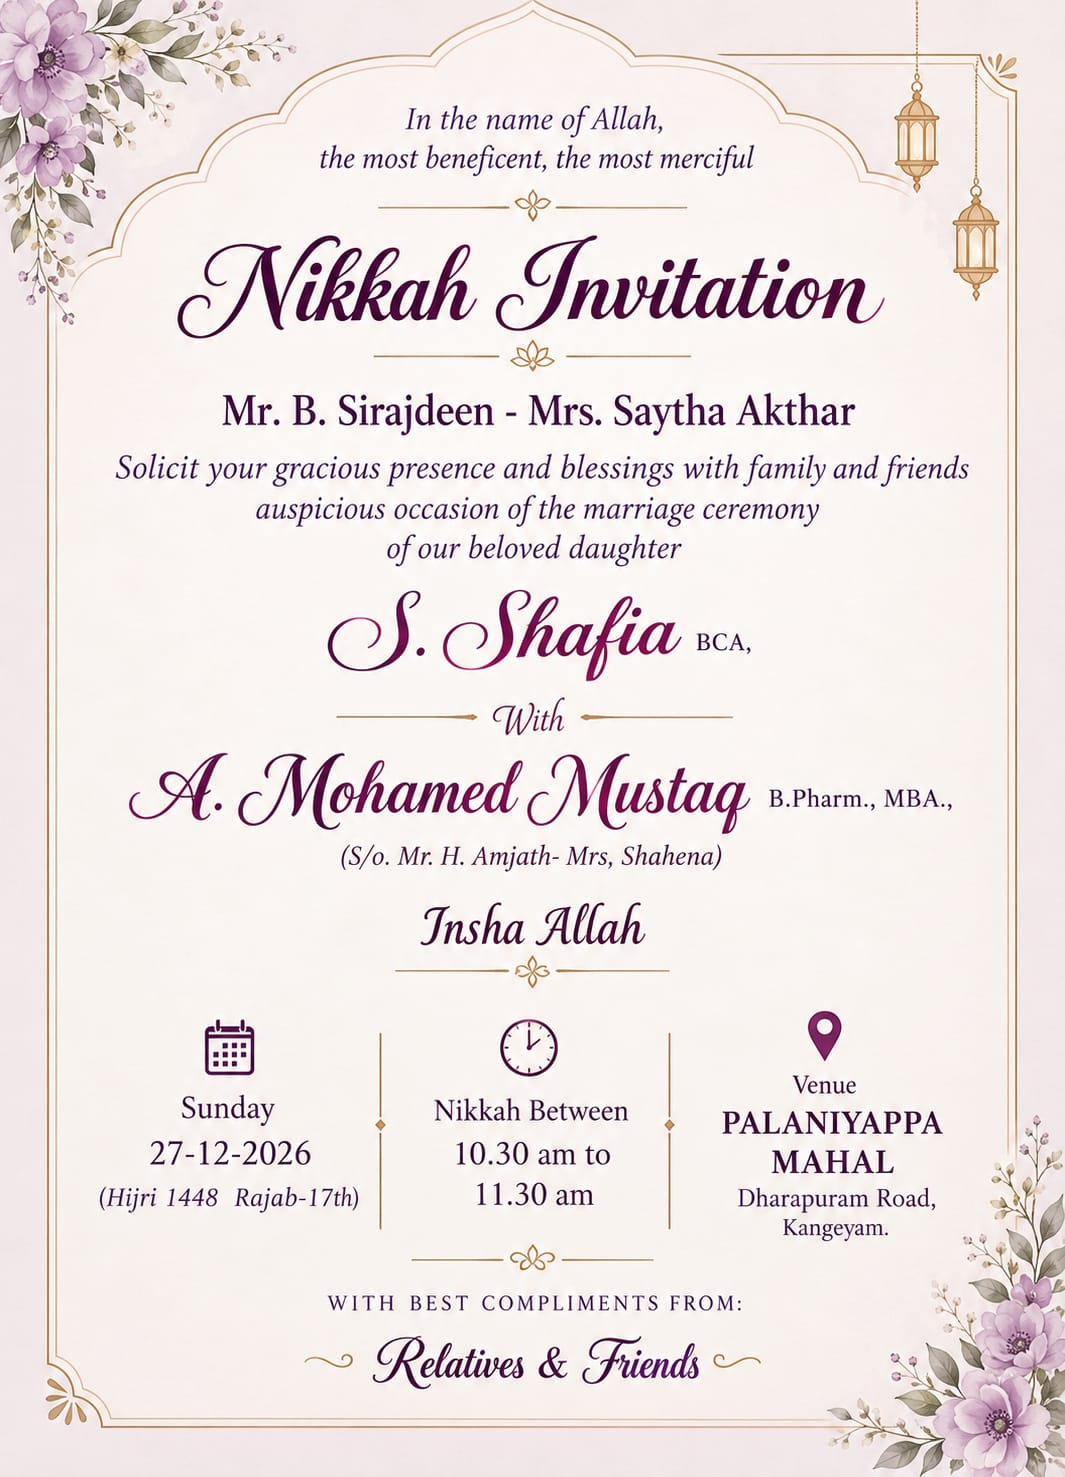 In the name of Allah,
the most beneficent, the most merciful
Nikkah Invitation
Mr. B. Sirajdeen - Mrs. Saytha Akthar
Solicit your gracious presence and blessings with family and friends
auspicious occasion of the marriage ceremony
of our beloved daughter
S. Shafia BCA,
With
A. Mohamed Mustaq B.Pharm., MBA.,
(S/o. Mr. H. Amjath- Mrs, Shahena)
Insha Allah
Sunday
27-12-2026
(Hijri 1448 Rajab-17th)
Nikkah Between
10.30 am to
11.30 am
Venue
PALANIYAPPA
MAHAL
Dharapuram Road,
Kangeyam.
WITH BEST COMPLIMENTS FROM:
Relatives & Friends